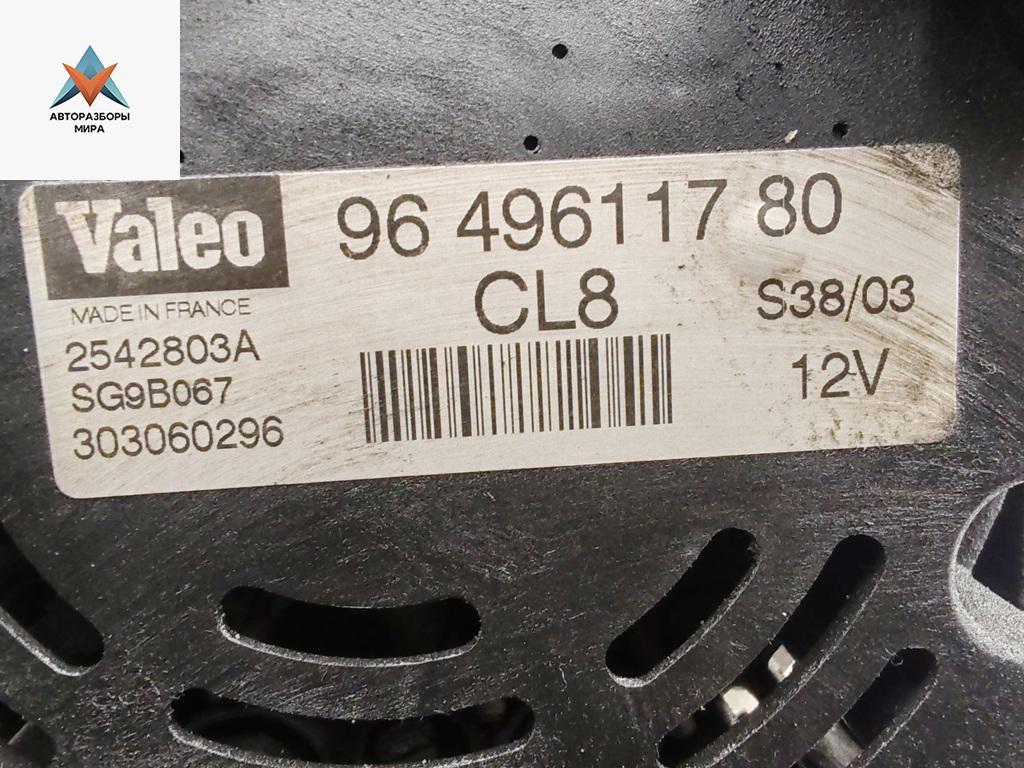 АВТОРАЗБОРЫ
МИРА
Valeo
96 496117 80
CL8
S38/03
MADE IN FRANCE
2542803A
12V
SG9B067
303060296